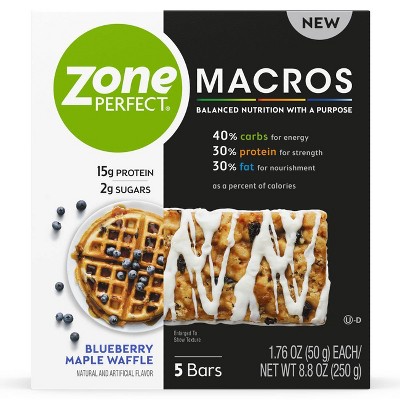 NEW
zone
PERFECT®
MACROS
BALANCED NUTRITION WITH A PURPOSE
40% carbs for energy
30% protein for strength
30% fat for nourishment
as a percent of calories
15g PROTEIN
2g SUGARS
BLUEBERRY
MAPLE WAFFLE
NATURAL AND ARTIFICIAL FLAVOR
Enlarged To
Show Texture
5 Bars
U-D
1.76 OZ (50 g) EACH/
NET WT 8.8 OZ (250 g)